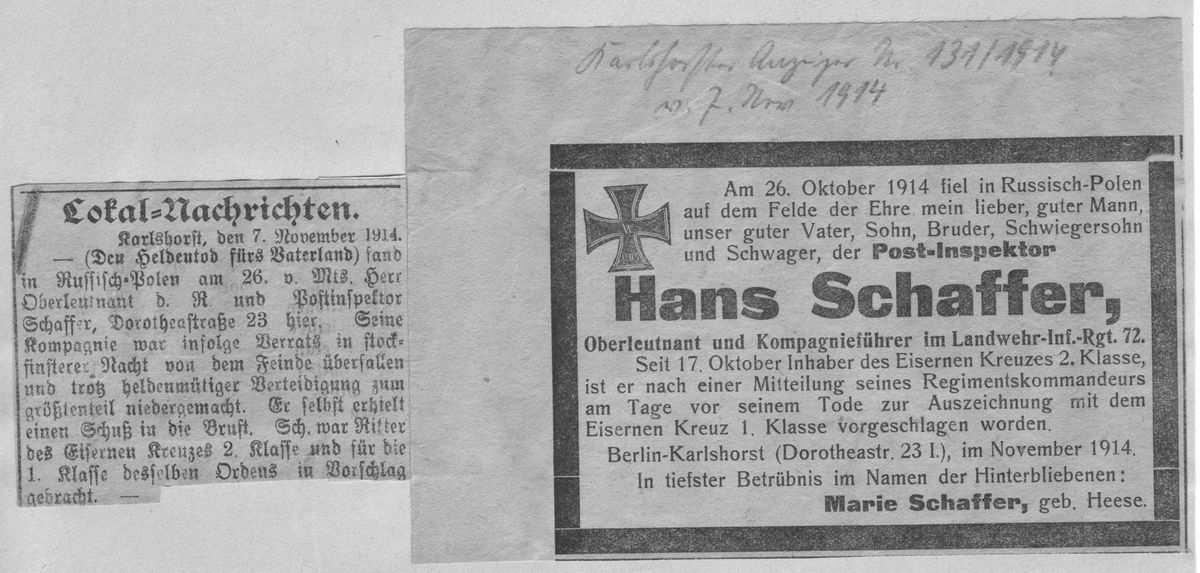 Lokal=Nachrichten.
Karlshorst, den 7. November 1914.
— (Den Heldentod fürs Vaterland) fand
in Russisch=Polen am 26. v. Mts. Herr
Oberleutnant d. R. und Postinspektor
Schaffer, Dorotheastraße 23 hier. Seine
Kompagnie war infolge Verrats in stock=
finsterer Nacht von dem Feinde überfallen
und trotz heldenmütiger Verteidigung zum
größtenteil niedergemacht. Er selbst erhielt
einen Schuß in die Brust. Sch. war Ritter
des Eisernen Kreuzes 2. Klasse und für die
1. Klasse desselben Ordens in Vorschlag
gebracht. —
Karlshorster Anzeiger Nr. 131/1914
v. 7. Nov 1914
Am 26. Oktober 1914 fiel in Russisch-Polen
auf dem Felde der Ehre mein lieber, guter Mann,
unser guter Vater, Sohn, Bruder, Schwiegersohn
und Schwager, der Post-Inspektor
Hans Schaffer,
Oberleutnant und Kompagnieführer im Landwehr-Inf.-Rgt. 72.
Seit 17. Oktober Inhaber des Eisernen Kreuzes 2. Klasse,
ist er nach einer Mitteilung seines Regimentskommandeurs
am Tage vor seinem Tode zur Auszeichnung mit dem
Eisernen Kreuz 1. Klasse vorgeschlagen worden.
Berlin-Karlshorst (Dorotheastr. 23 I.), im November 1914.
In tiefster Betrübnis im Namen der Hinterbliebenen:
Marie Schaffer, geb. Heese.